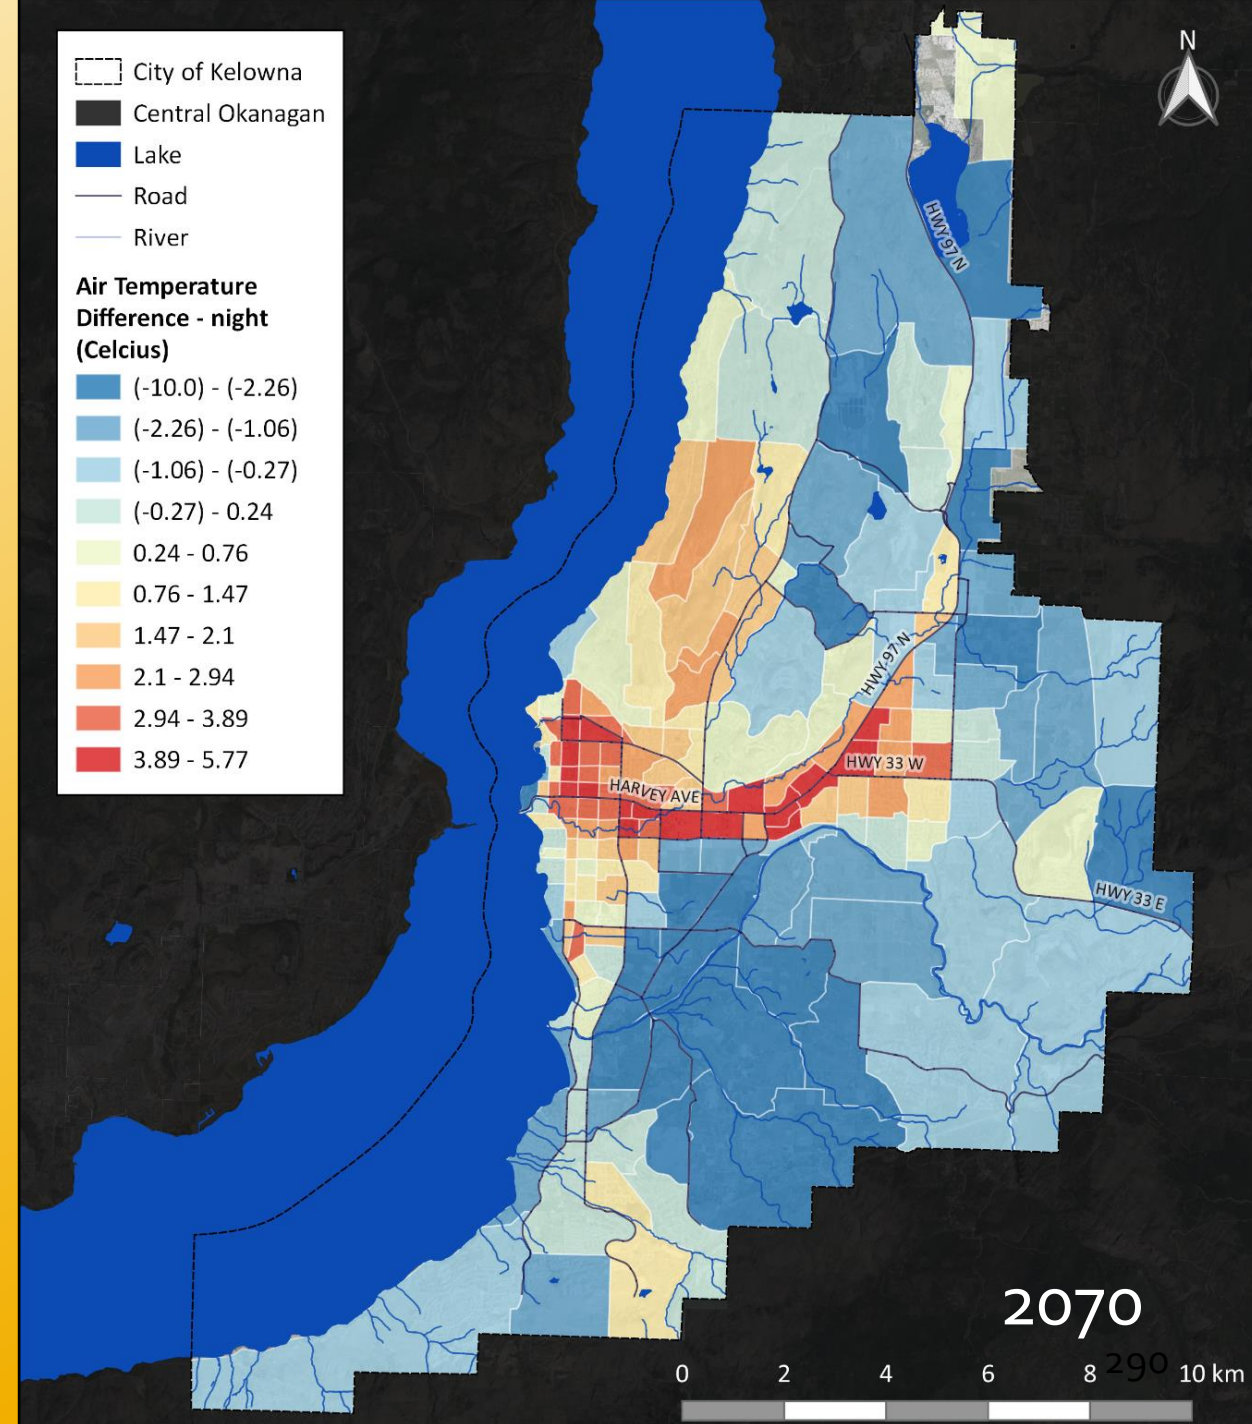 City of Kelowna
Central Okanagan
Lake
Road
River
Air Temperature
Difference - night
(Celcius)
(-10.0) - (-2.26)
(-2.26) - (-1.06)
(-1.06) - (-0.27)
(-0.27) - 0.24
0.24 - 0.76
0.76 - 1.47
1.47 - 2.1
2.1 - 2.94
2.94 - 3.89
3.89 - 5.77
N
HWY 97 N
HWY 97 N
HWY 33 W
HARVEY AVE
HWY 33 E
2070
290
0 2 4 6 8 10 km